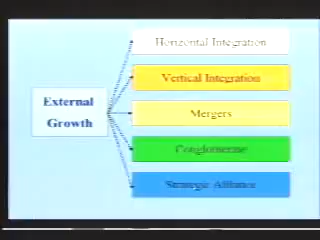 External
Growth
Horizontal Integration
Vertical Integration
Mergers
Conglomerate
Strategic Alliance